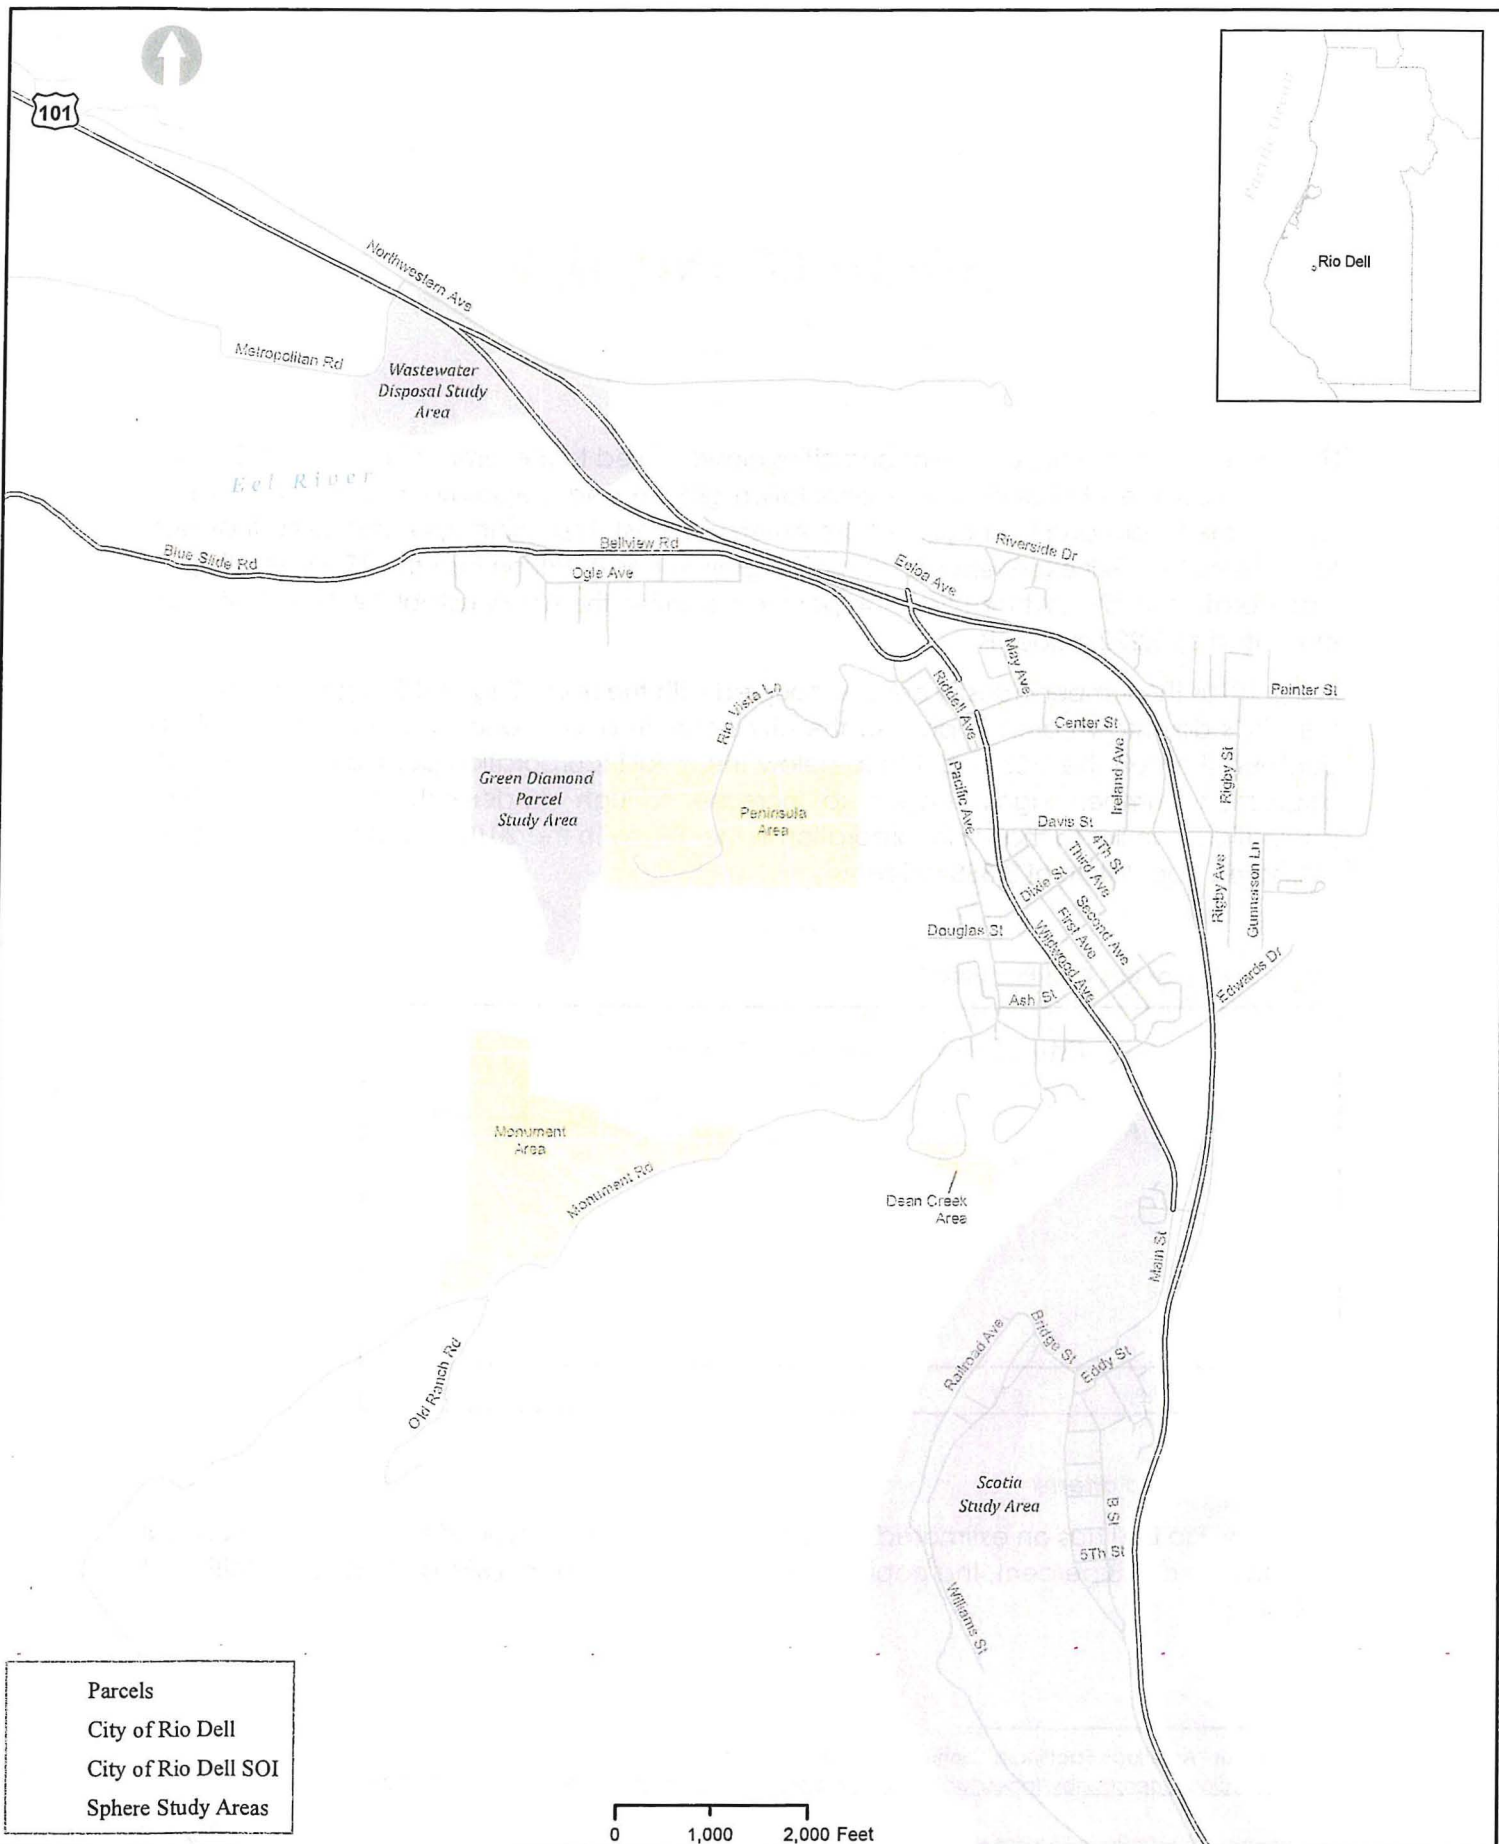 101
Pacific Ocean
Rio Dell
Northwestern Ave
Metropolitan Rd
Wastewater
Disposal Study
Area
Eel River
Blue Slide Rd
Bellview Rd
Ogle Ave
Riverside Dr
Eeloa Ave
May Ave
Painter St
Riddell Ave
Center St
Rio Vista Ln
Ireland Ave
Rigby St
Green Diamond
Parcel
Study Area
Peninsula
Area
Pacific Ave
Davis St
4Th St
Third Ave
Dixie St
Second Ave
First Ave
Rigby Ave
Gunnarson Ln
Douglas St
Wildwood Ave
Edwards Dr
Ash St
Monument
Area
Monument Rd
Dean Creek
Area
Main St
Old Ranch Rd
Railroad Ave
Bridge St
Eddy St
Scotia
Study Area
B St
5Th St
Williams St
Parcels
City of Rio Dell
City of Rio Dell SOI
Sphere Study Areas
0 1,000 2,000 Feet